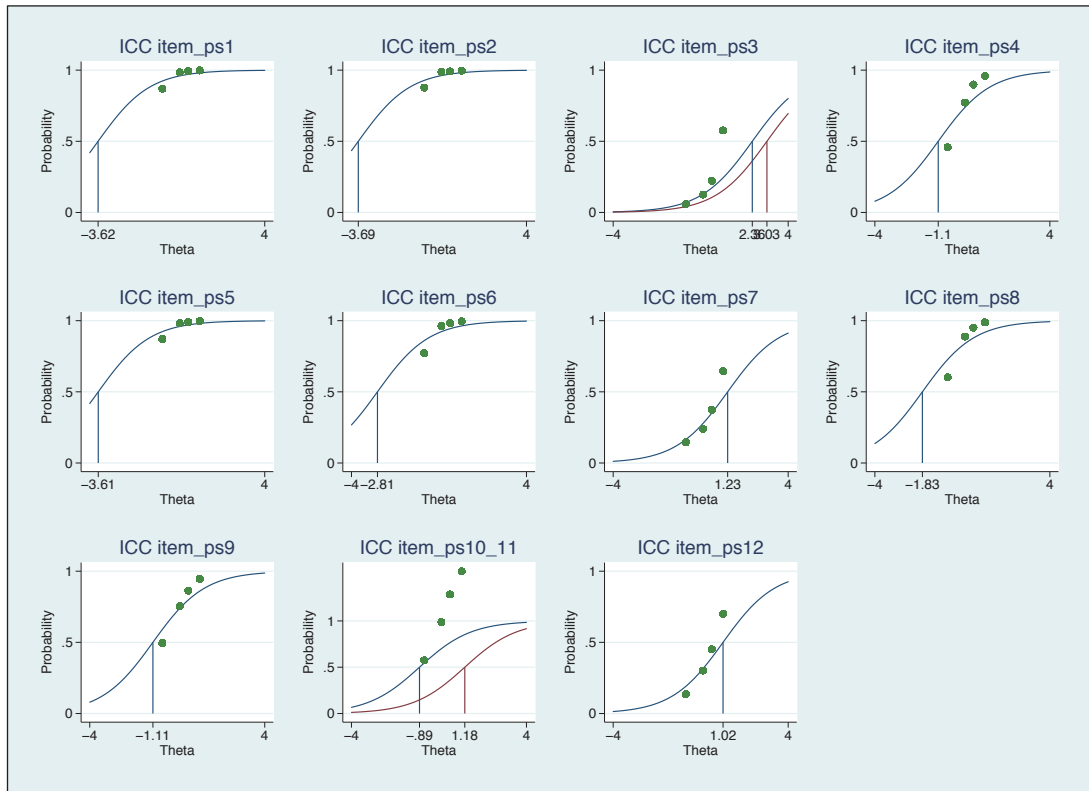 ICC item_ps1
1
.5
0
Probability
−3.62 4
Theta
ICC item_ps2
1
.5
0
Probability
−3.69 4
Theta
ICC item_ps3
1
.5
0
Probability
−4 3.03 4
Theta
ICC item_ps4
1
.5
0
Probability
−4 −1.1 4
Theta
ICC item_ps5
1
.5
0
Probability
−3.61 4
Theta
ICC item_ps6
1
.5
0
Probability
−4 −2.81 4
Theta
ICC item_ps7
1
.5
0
Probability
−4 1.23 4
Theta
ICC item_ps8
1
.5
0
Probability
−4 −1.83 4
Theta
ICC item_ps9
1
.5
0
Probability
−4 −1.11 4
Theta
ICC item_ps10_11
1
.5
0
Probability
−4 −.89 1.18 4
Theta
ICC item_ps12
1
.5
0
Probability
−4 1.02 4
Theta